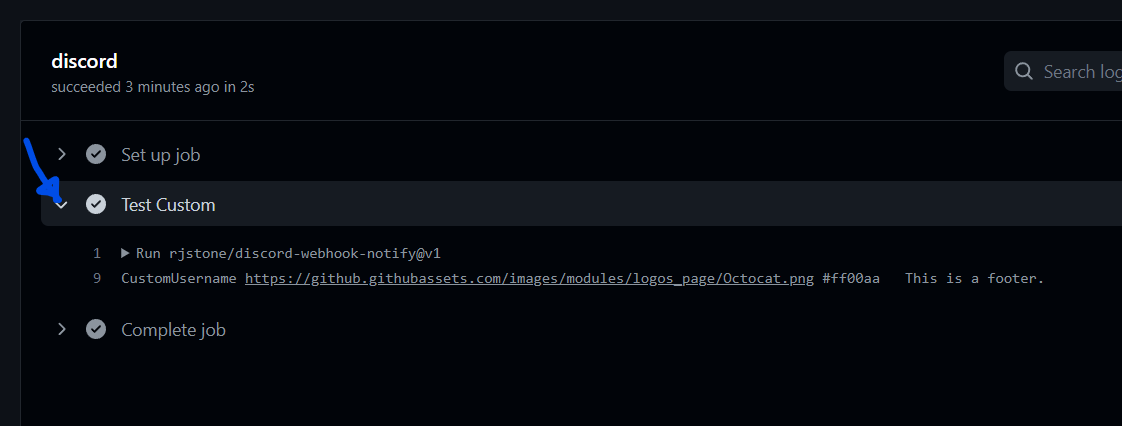 discord
succeeded 3 minutes ago in 2s
Search log
Set up job
Test Custom
1 Run rjstone/discord-webhook-notify@v1
9 CustomUsername https://github.githubassets.com/images/modules/logos_page/Octocat.png #ff00aa This is a footer.
Complete job